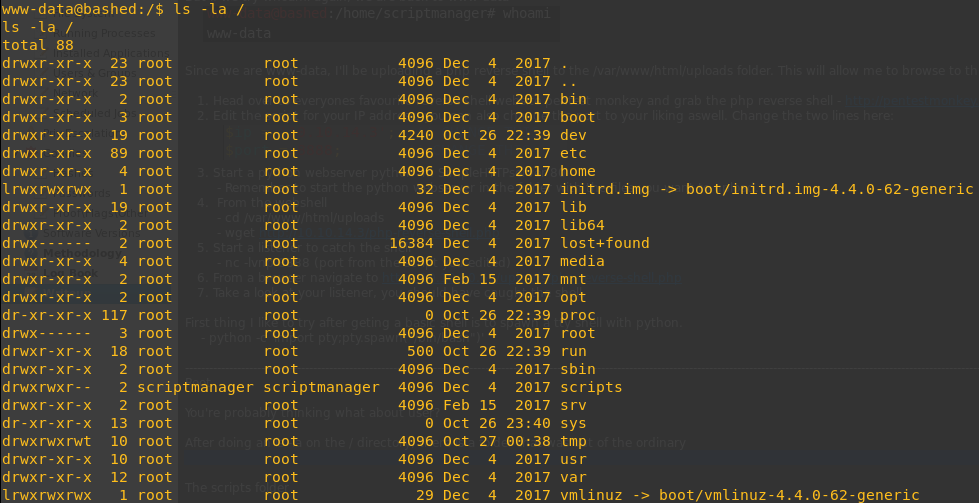 www-data@bashed:/$ ls -la /
ls -la /
total 88
drwxr-xr-x  23 root          root           4096 Dec  4  2017 .
drwxr-xr-x  23 root          root           4096 Dec  4  2017 ..
drwxr-xr-x   2 root          root           4096 Dec  4  2017 bin
drwxr-xr-x   3 root          root           4096 Dec  4  2017 boot
drwxr-xr-x  19 root          root           4240 Oct 26 22:39 dev
drwxr-xr-x  89 root          root           4096 Dec  4  2017 etc
drwxr-xr-x   4 root          root           4096 Dec  4  2017 home
lrwxrwxrwx   1 root          root             32 Dec  4  2017 initrd.img -> boot/initrd.img-4.4.0-62-generic
drwxr-xr-x  19 root          root           4096 Dec  4  2017 lib
drwxr-xr-x   2 root          root           4096 Dec  4  2017 lib64
drwx------   2 root          root          16384 Dec  4  2017 lost+found
drwxr-xr-x   4 root          root           4096 Dec  4  2017 media
drwxr-xr-x   2 root          root           4096 Feb 15  2017 mnt
drwxr-xr-x   2 root          root           4096 Dec  4  2017 opt
dr-xr-xr-x 117 root          root              0 Oct 26 22:39 proc
drwx------   3 root          root           4096 Dec  4  2017 root
drwxr-xr-x  18 root          root            500 Oct 26 22:39 run
drwxr-xr-x   2 root          root           4096 Dec  4  2017 sbin
drwxrwxr--   2 scriptmanager scriptmanager  4096 Dec  4  2017 scripts
drwxr-xr-x   2 root          root           4096 Feb 15  2017 srv
dr-xr-xr-x  13 root          root              0 Oct 26 23:40 sys
drwxrwxrwt  10 root          root           4096 Oct 27 00:38 tmp
drwxr-xr-x  10 root          root           4096 Dec  4  2017 usr
drwxr-xr-x  12 root          root           4096 Dec  4  2017 var
lrwxrwxrwx   1 root          root             29 Dec  4  2017 vmlinuz -> boot/vmlinuz-4.4.0-62-generic